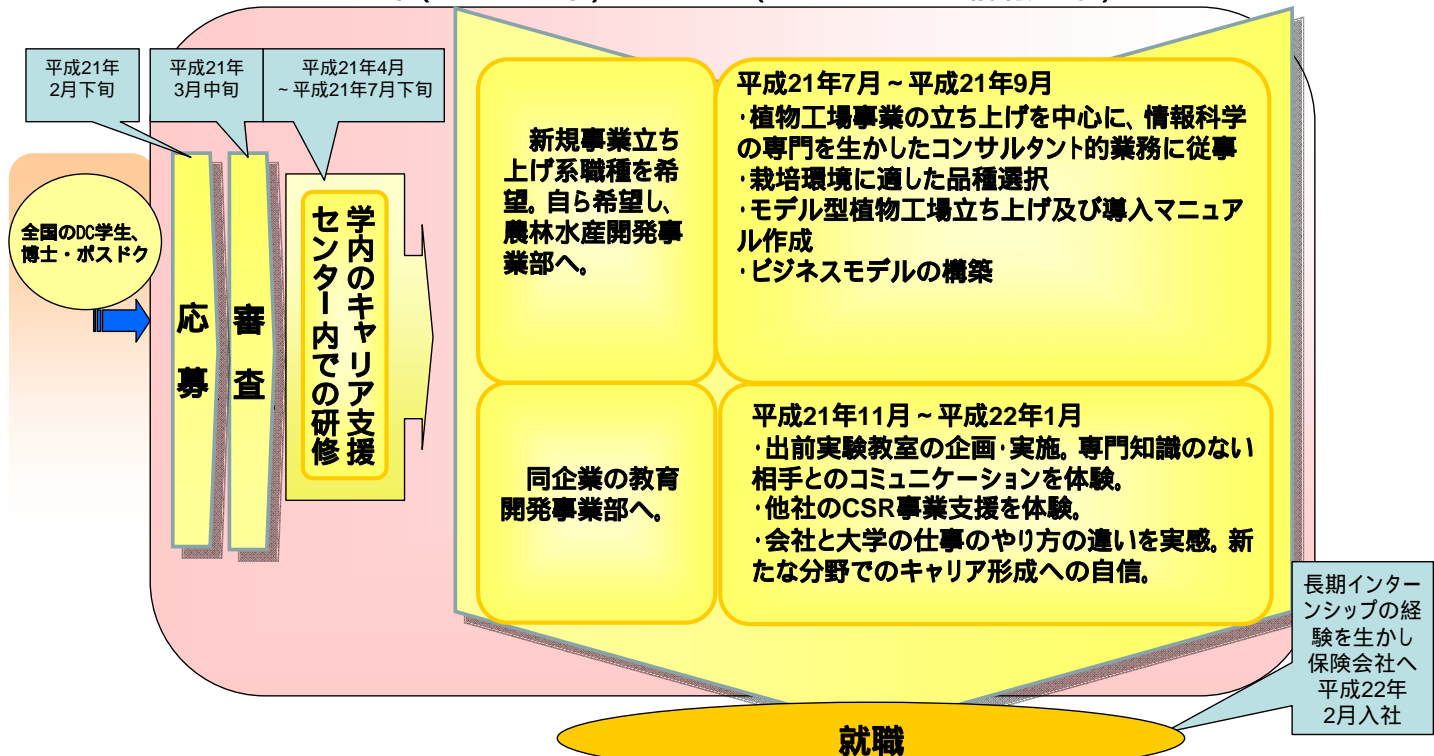 平成21年
2月下旬
平成21年
3月中旬
平成21年4月
~平成21年7月下旬
全国のDC学生、
博士・ポスドク
応募
審査
学内のキャリア支援
センター内での研修
新規事業立ち
上げ系職種を希
望。自ら希望し、
農林水産開発事
業部へ。
平成21年7月~平成21年9月
・植物工場事業の立ち上げを中心に、情報科学
の専門を生かしたコンサルタント的業務に従事
・栽培環境に適した品種選択
・モデル型植物工場立ち上げ及び導入マニュア
ル作成
・ビジネスモデルの構築
同企業の教育
開発事業部へ。
平成21年11月~平成22年1月
・出前実験教室の企画・実施。専門知識のない
相手とのコミュニケーションを体験。
・他社のCSR事業支援を体験。
・会社と大学の仕事のやり方の違いを実感。新
たな分野でのキャリア形成への自信。
長期インター
ンシップの経
験を生かし
保険会社へ
平成22年
2月入社
就職